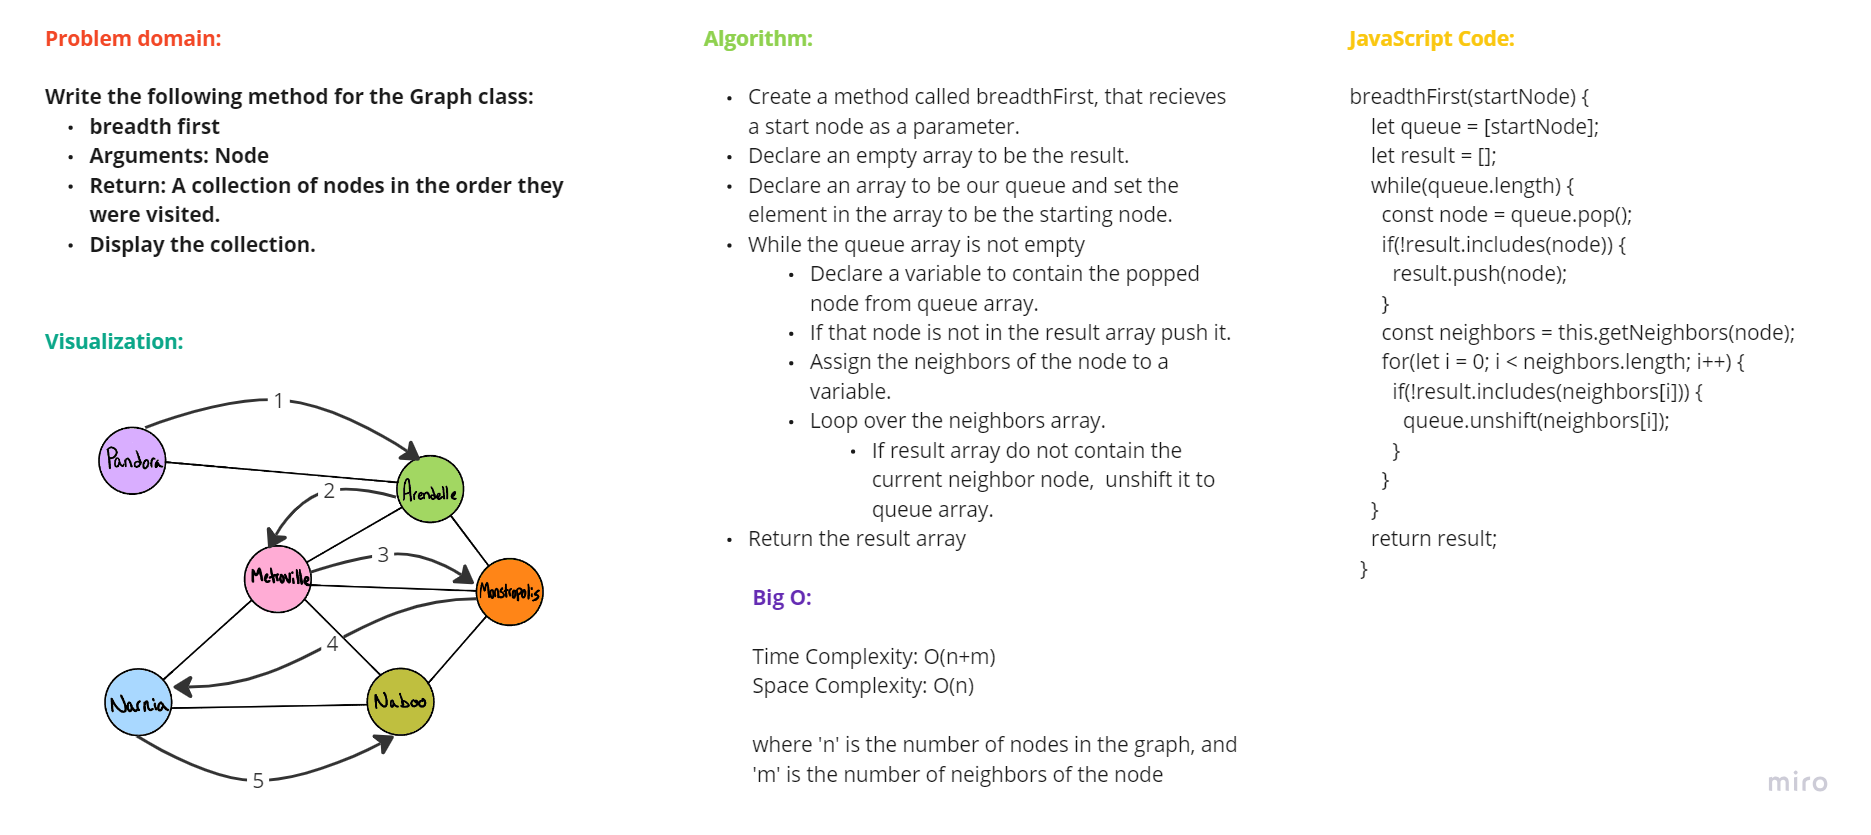 Problem domain:
Write the following method for the Graph class:
• breadth first
• Arguments: Node
• Return: A collection of nodes in the order they
were visited.
• Display the collection.
Visualization:
1
Pandora
Arendelle
2
Metroville
3
Monstropolis
4
Narnia
Naboo
5
Algorithm:
• Create a method called breadthFirst, that recieves
a start node as a parameter.
• Declare an empty array to be the result.
• Declare an array to be our queue and set the
element in the array to be the starting node.
• While the queue array is not empty
• Declare a variable to contain the popped
node from queue array.
• If that node is not in the result array push it.
• Assign the neighbors of the node to a
variable.
• Loop over the neighbors array.
• If result array do not contain the
current neighbor node,  unshift it to
queue array.
• Return the result array
Big O:
Time Complexity: O(n+m)
Space Complexity: O(n)
where 'n' is the number of nodes in the graph, and
'm' is the number of neighbors of the node
JavaScript Code:
breadthFirst(startNode) {
let queue = [startNode];
let result = [];
while(queue.length) {
const node = queue.pop();
if(!result.includes(node)) {
result.push(node);
}
const neighbors = this.getNeighbors(node);
for(let i = 0; i < neighbors.length; i++) {
if(!result.includes(neighbors[i])) {
queue.unshift(neighbors[i]);
}
}
}
return result;
}
miro